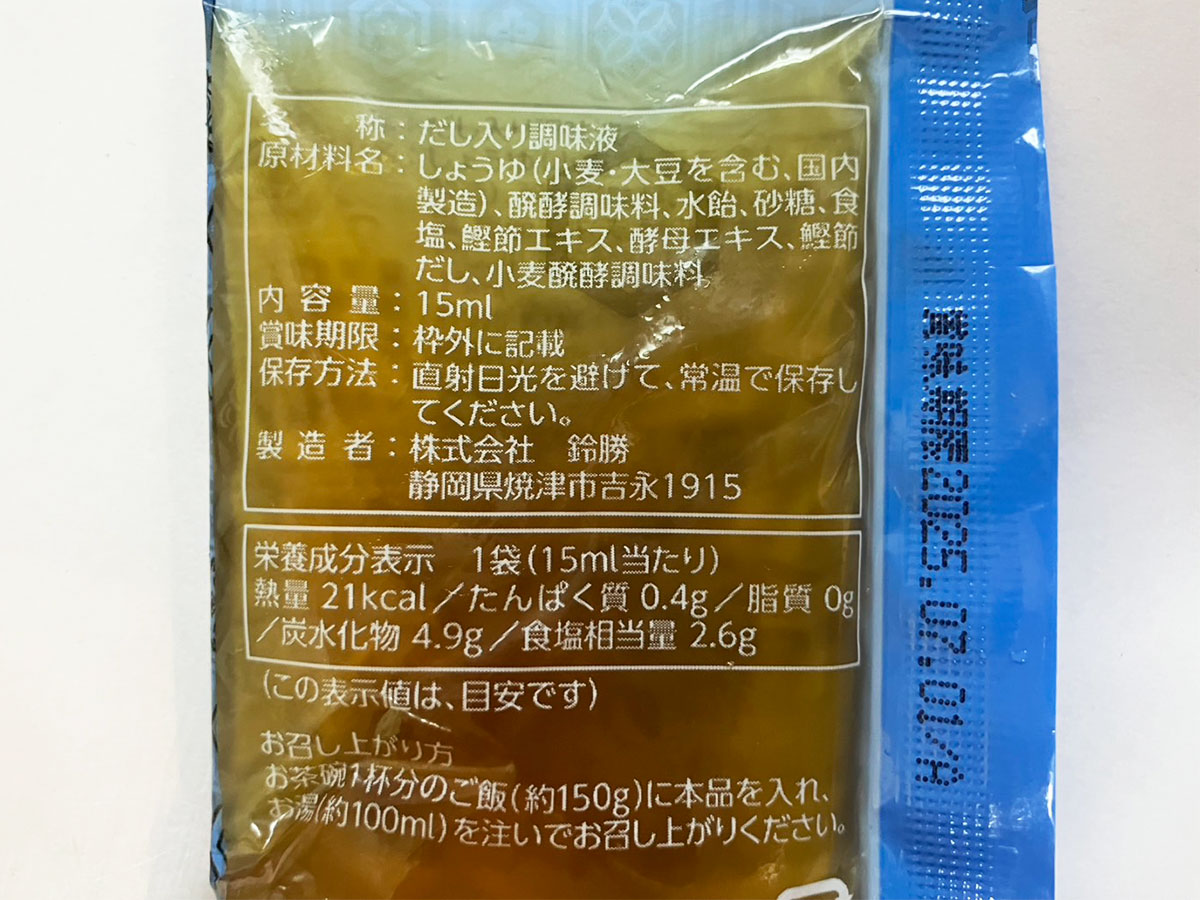 称：だし入り調味液
原材料名：しょうゆ（小麦・大豆を含む、国内
製造）、醗酵調味料、水飴、砂糖、食
塩、鰹節エキス、酵母エキス、鰹節
だし、小麦醗酵調味料
内容量：15ml
賞味期限：枠外に記載
保存方法：直射日光を避けて、常温で保存し
てください。
製造者：株式会社　鈴勝
静岡県焼津市吉永1915
栄養成分表示　1袋（15ml当たり）
熱量 21kcal／たんぱく質 0.4g／脂質 0g
／炭水化物 4.9g／食塩相当量 2.6g
（この表示値は、目安です）
お召し上がり方
お茶碗1杯分のご飯（約150g）に本品を入れ、
お湯（約100ml）を注いでお召し上がりください。
賞味期限2025.07.01/A